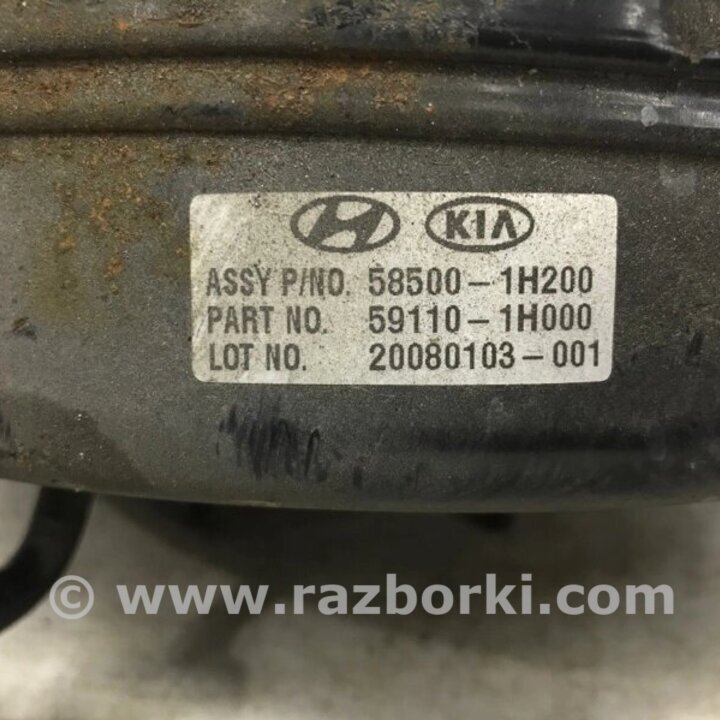 KIA
ASSY P/NO. 58500-1H200
PART NO. 59110-1H000
LOT NO. 20080103-001
© www.razborki.com